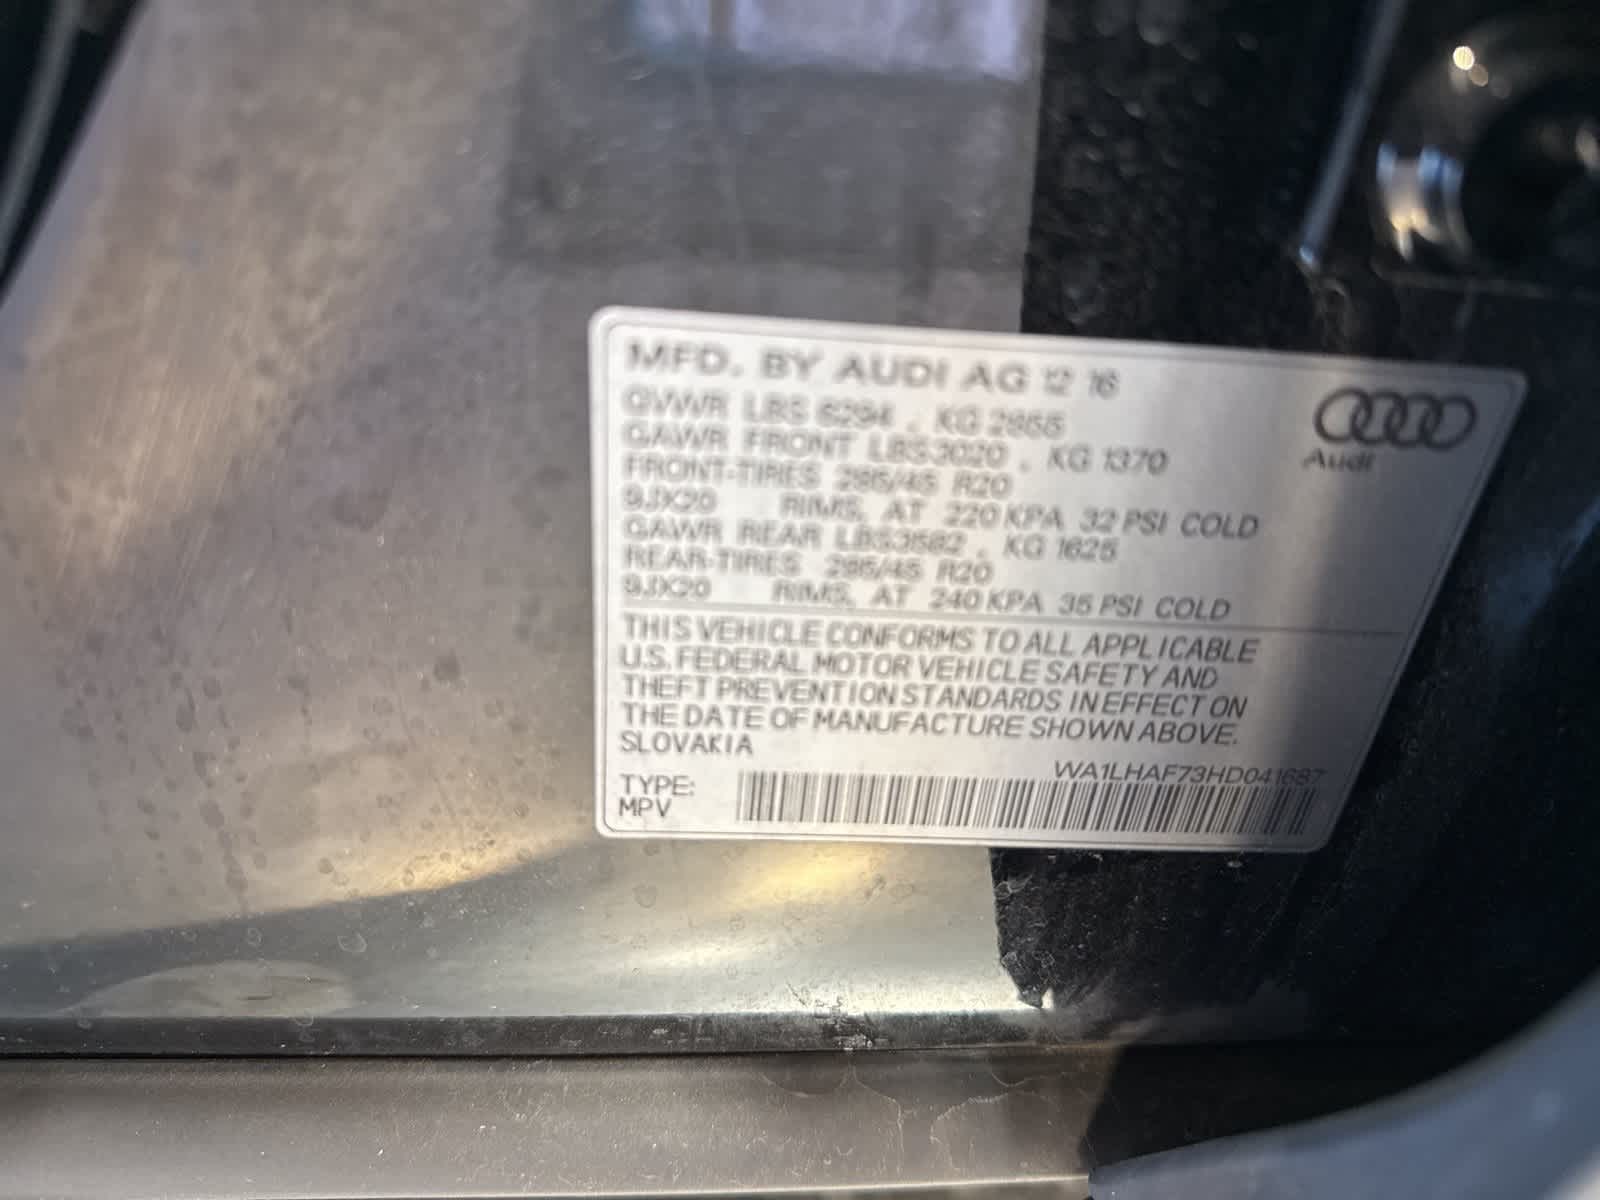 MFD. BY AUDI AG 12 16
GVWR LBS 6294 . KG 2855
GAWR FRONT LBS3020 . KG 1370
FRONT-TIRES 285/45 R20
9JX20 RIMS, AT 220 KPA 32 PSI COLD
GAWR REAR LBS3582 . KG 1625
REAR-TIRES 285/45 R20
9JX20 RIMS, AT 240 KPA 35 PSI COLD
Audi
THIS VEHICLE CONFORMS TO ALL APPLICABLE
U.S. FEDERAL MOTOR VEHICLE SAFETY AND
THEFT PREVENTION STANDARDS IN EFFECT ON
THE DATE OF MANUFACTURE SHOWN ABOVE.
SLOVAKIA
WA1LHAF73HD041687
TYPE:
MPV